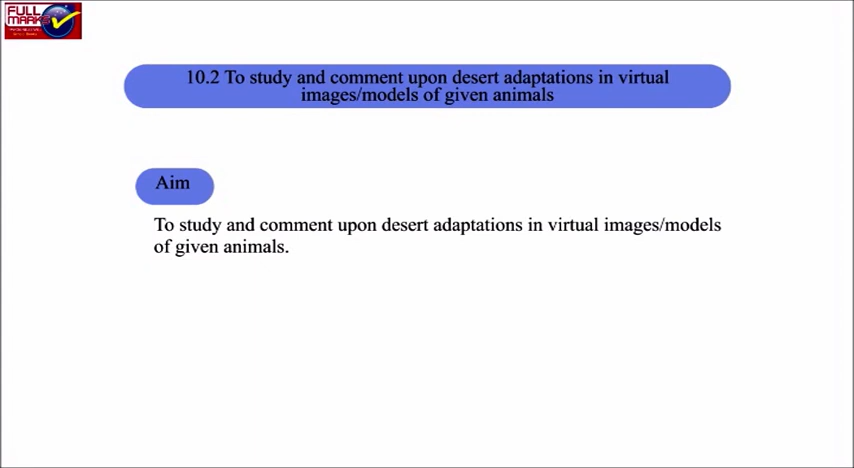 FULL
MARKS
10.2 To study and comment upon desert adaptations in virtual
images/models of given animals
Aim
To study and comment upon desert adaptations in virtual images/models
of given animals.